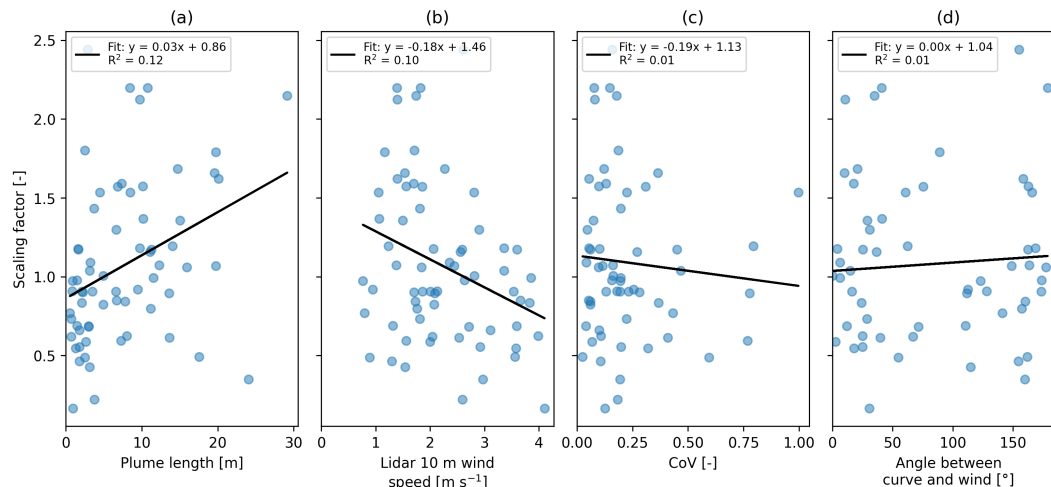 (a)
(b)
(c)
(d)
Fit: y = 0.03x + 0.86
R² = 0.12
Fit: y = -0.18x + 1.46
R² = 0.10
Fit: y = -0.19x + 1.13
R² = 0.01
Fit: y = 0.00x + 1.04
R² = 0.01
2.5
2.0
1.5
1.0
0.5
Scaling factor [-]
0 10 20 30
0 1 2 3 4
0.00 0.25 0.50 0.75 1.00
0 50 100 150
Plume length [m]
Lidar 10 m wind
speed [m s⁻¹]
CoV [-]
Angle between
curve and wind [°]